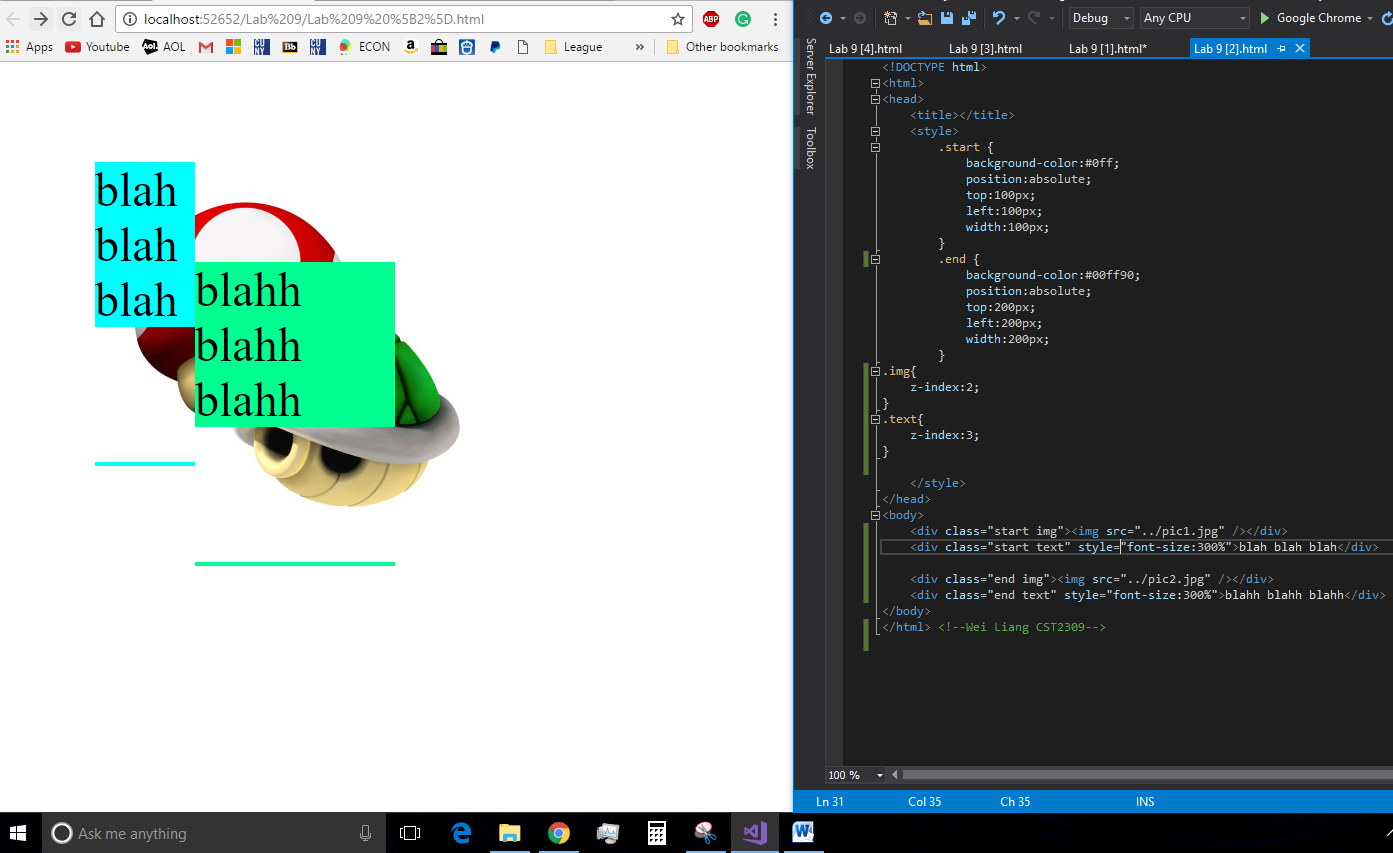 localhost:52652/Lab%209/Lab%209%20%5B2%5D.html
ABP
Apps Youtube Aol. AOL CUNY Bb CUNY ECON League » Other bookmarks
blah
blah
blah
blahh
blahh
blahh
Debug Any CPU Google Chrome
Server Explorer
Toolbox
Lab 9 [4].html Lab 9 [3].html Lab 9 [1].html* Lab 9 [2].html
<!DOCTYPE html>
<html>
<head>
<title></title>
<style>
.start {
background-color:#0ff;
position:absolute;
top:100px;
left:100px;
width:100px;
}
.end {
background-color:#00ff90;
position:absolute;
top:200px;
left:200px;
width:200px;
}
.img{
z-index:2;
}
.text{
z-index:3;
}
</style>
</head>
<body>
<div class="start img"><img src="../pic1.jpg" /></div>
<div class="start text" style="font-size:300%">blah blah blah</div>
<div class="end img"><img src="../pic2.jpg" /></div>
<div class="end text" style="font-size:300%">blahh blahh blahh</div>
</body>
</html> <!--Wei Liang CST2309-->
100 %
Ln 31 Col 35 Ch 35 INS
Ask me anything